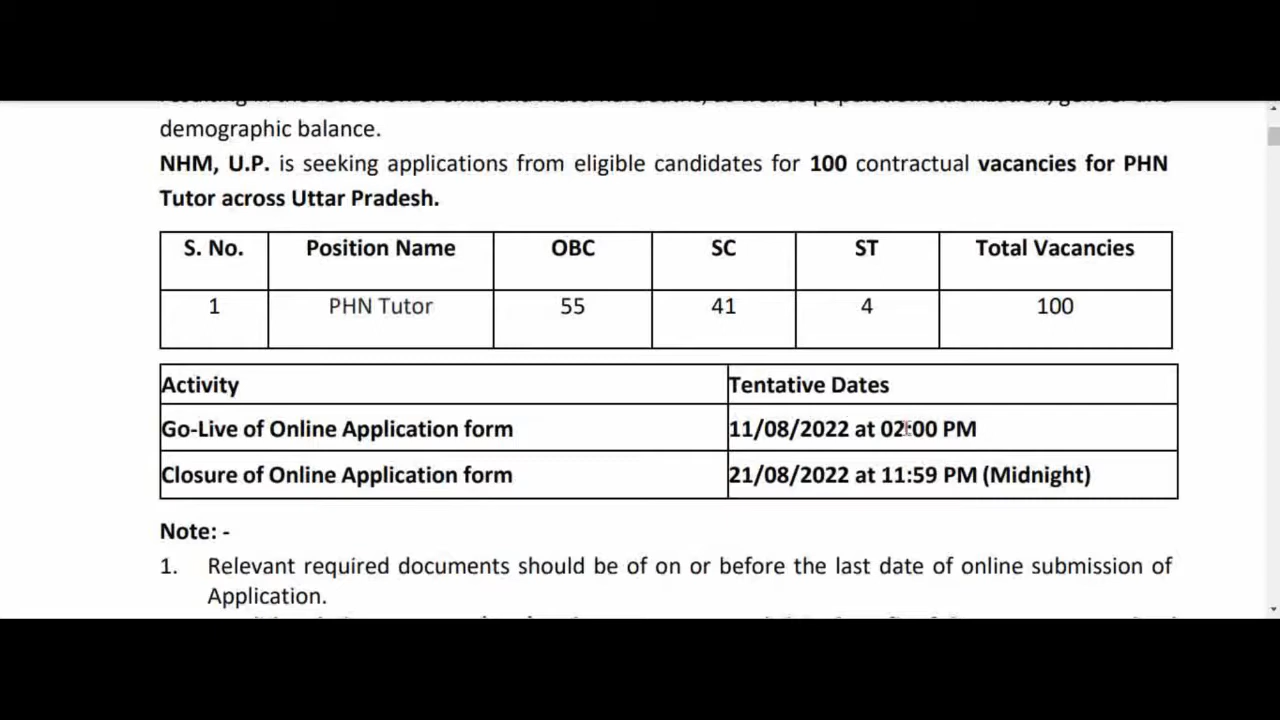 demographic balance.
NHM, U.P. is seeking applications from eligible candidates for 100 contractual vacancies for PHN
Tutor across Uttar Pradesh.
S. No. Position Name OBC SC ST Total Vacancies
1 PHN Tutor 55 41 4 100
Activity Tentative Dates
Go-Live of Online Application form 11/08/2022 at 02:00 PM
Closure of Online Application form 21/08/2022 at 11:59 PM (Midnight)
Note: -
1. Relevant required documents should be of on or before the last date of online submission of
Application.